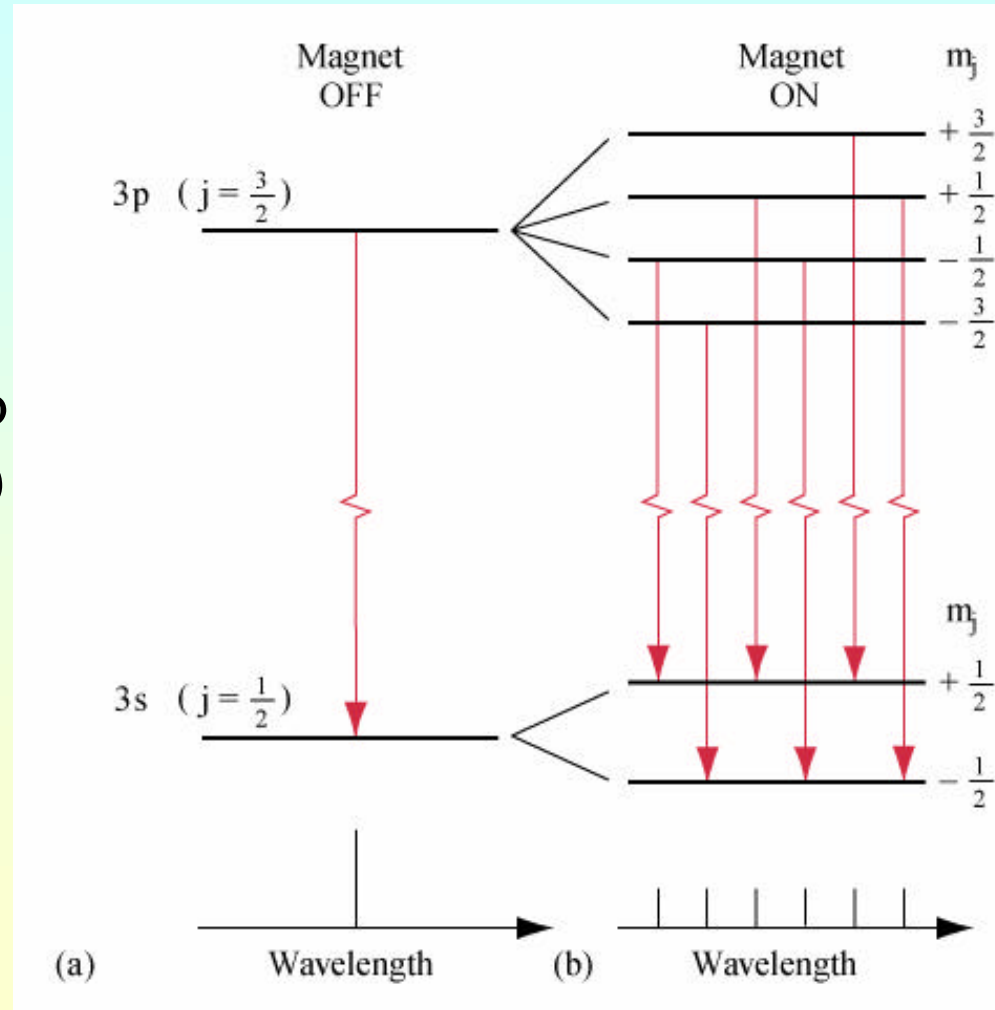 Magnet
OFF
Magnet
ON
mj
+ 3/2
3p ( j = 3/2 )
+ 1/2
- 1/2
- 3/2
)
mj
3s ( j = 1/2 )
+ 1/2
- 1/2
(a)
Wavelength
(b)
Wavelength